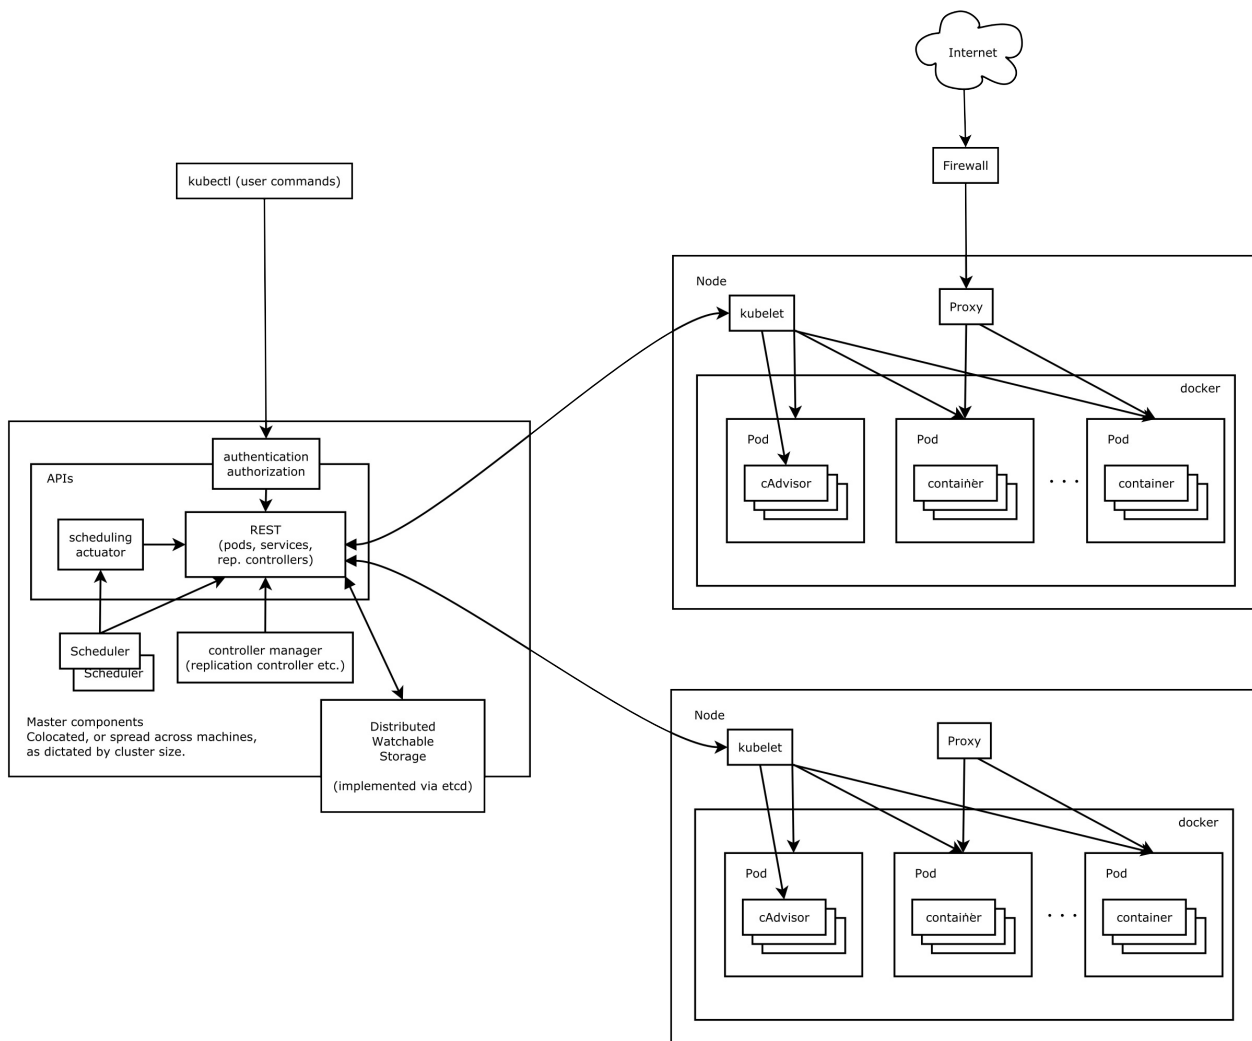 Internet
Firewall
kubectl (user commands)
authentication
authorization
APIs
REST
(pods, services,
rep. controllers)
scheduling
actuator
Scheduler
Scheduler
controller manager
(replication controller etc.)
Master components
Colocated, or spread across machines,
as dictated by cluster size.
Distributed
Watchable
Storage
(implemented via etcd)
Node
kubelet
Proxy
docker
Pod
cAdvisor
Pod
container
. . .
Pod
container
Node
kubelet
Proxy
docker
Pod
cAdvisor
Pod
container
. . .
Pod
container